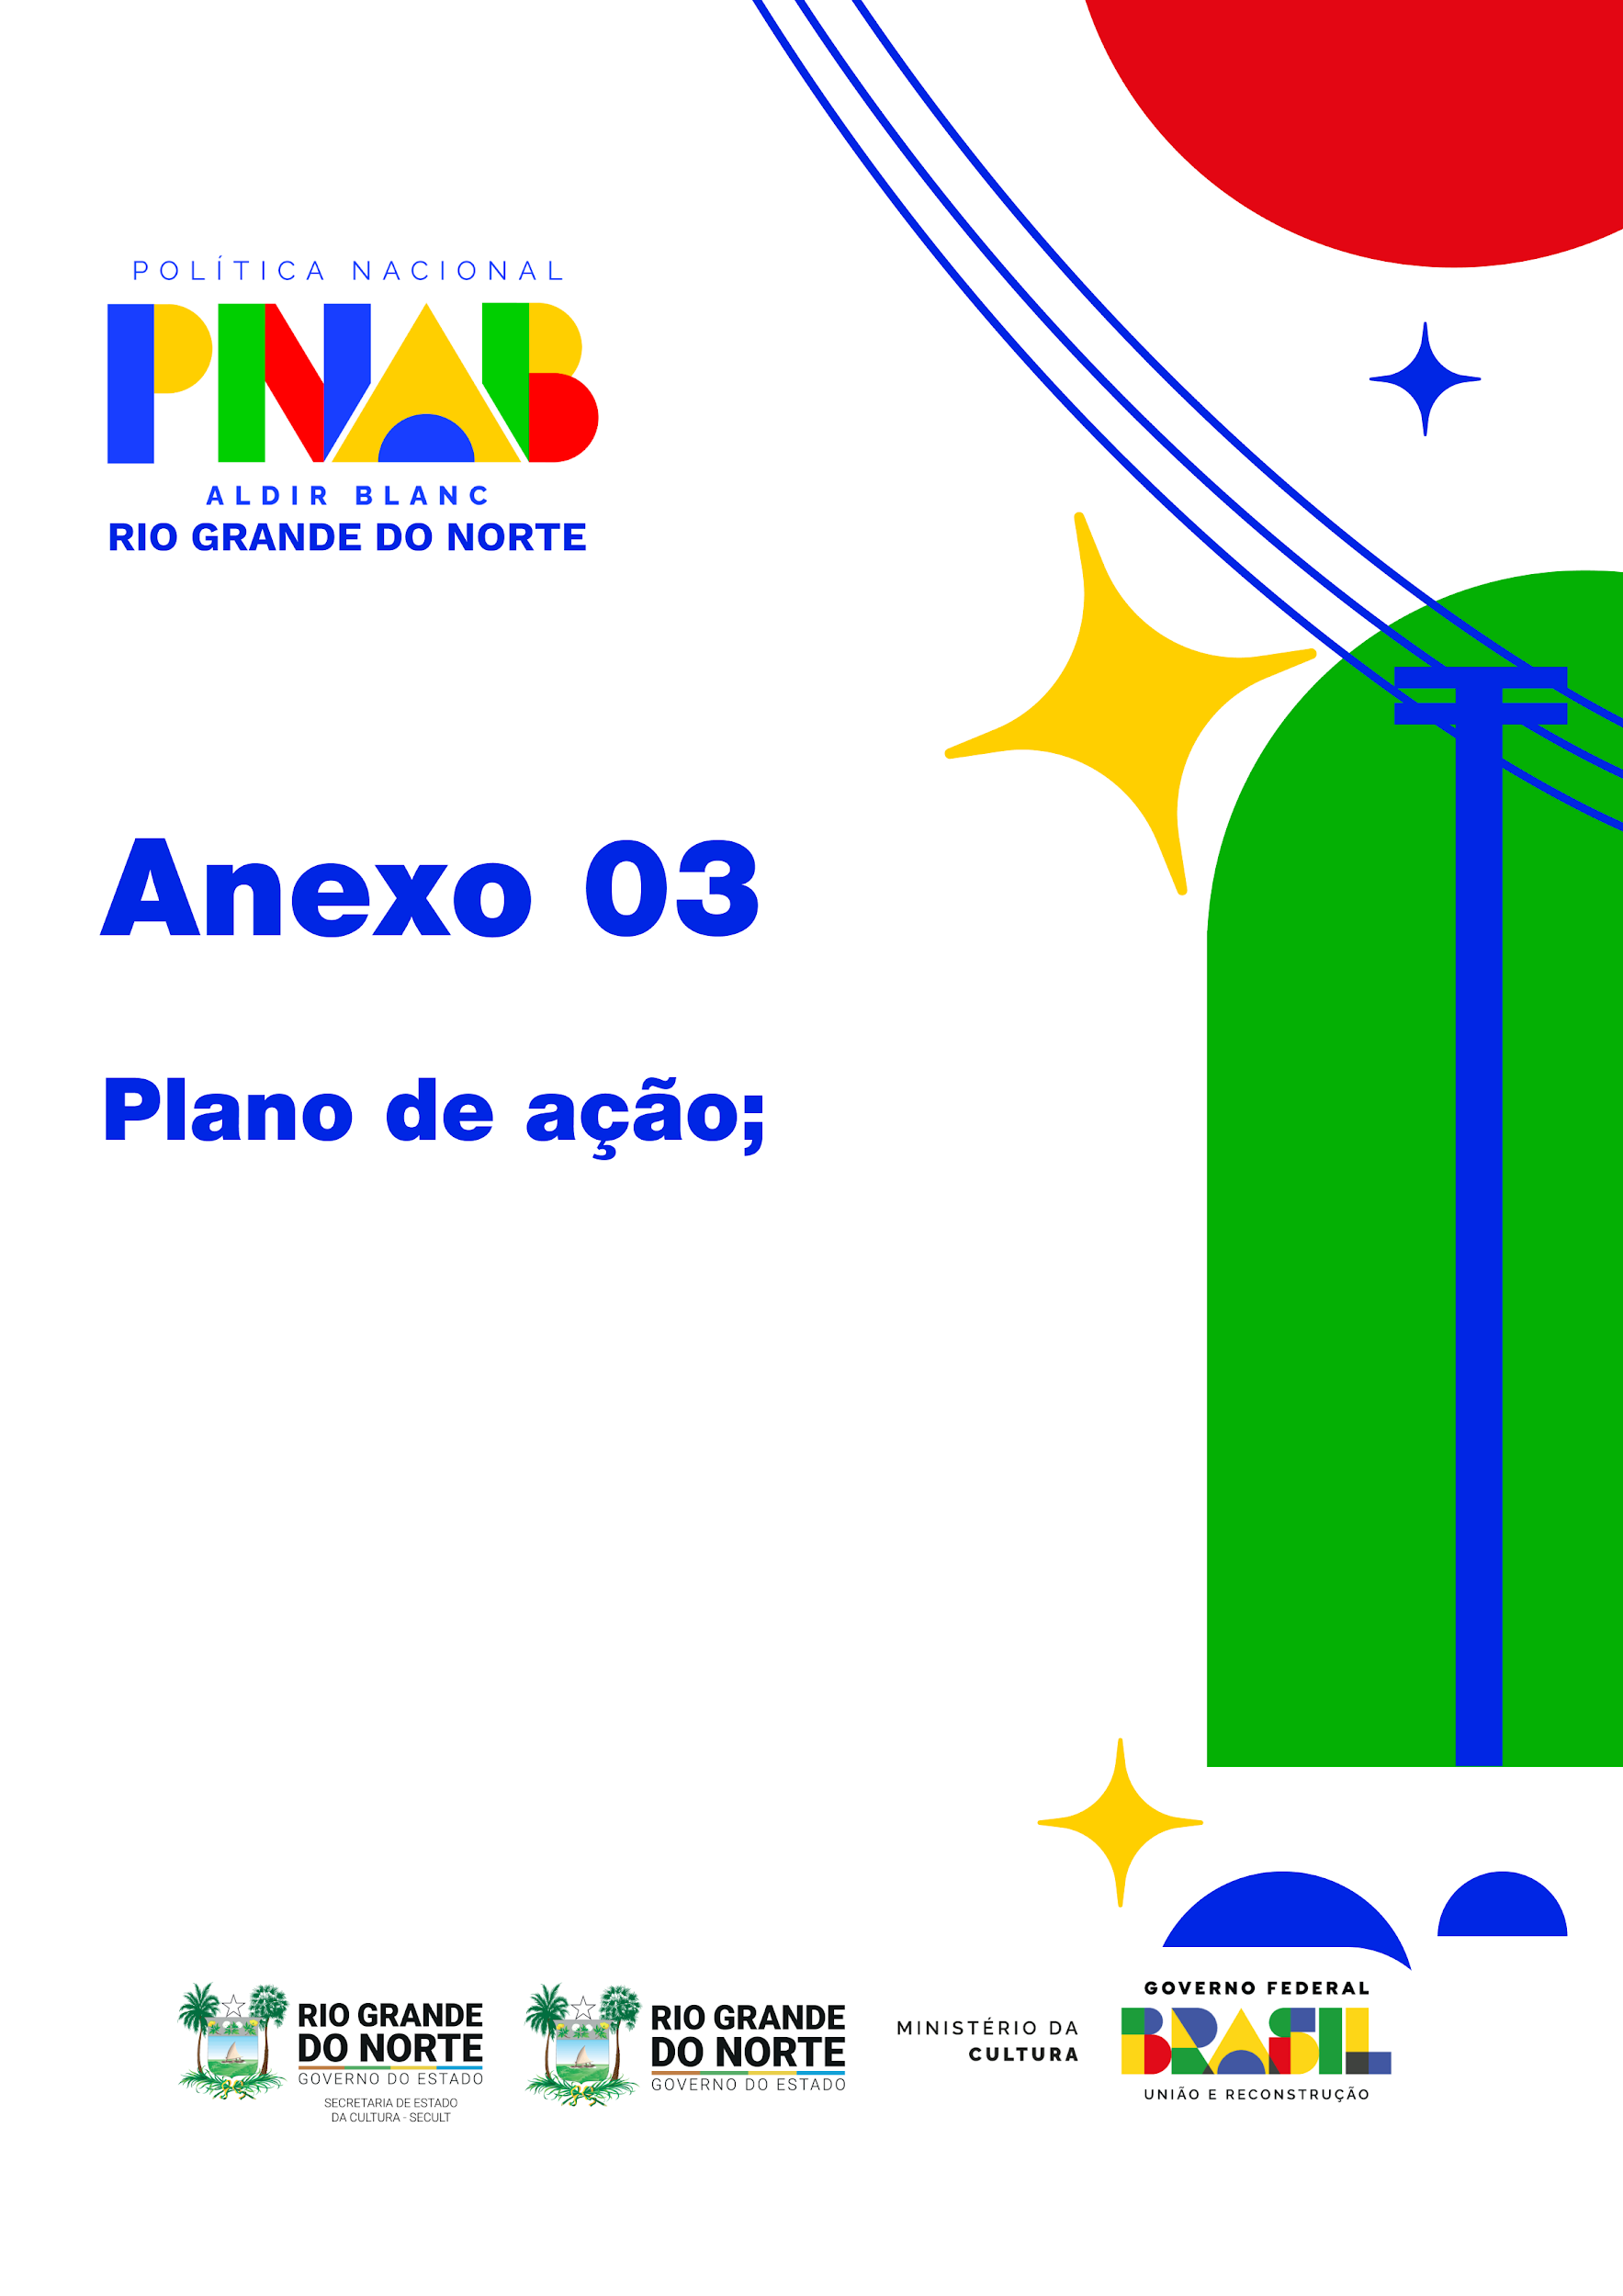 POLÍTICA NACIONAL
PNAB
ALDIR BLANC
RIO GRANDE DO NORTE
Anexo 03
Plano de ação;
RIO GRANDE
DO NORTE
GOVERNO DO ESTADO
SECRETARIA DE ESTADO
DA CULTURA - SECULT
RIO GRANDE
DO NORTE
GOVERNO DO ESTADO
MINISTÉRIO DA
CULTURA
GOVERNO FEDERAL
BRASIL
UNIÃO E RECONSTRUÇÃO